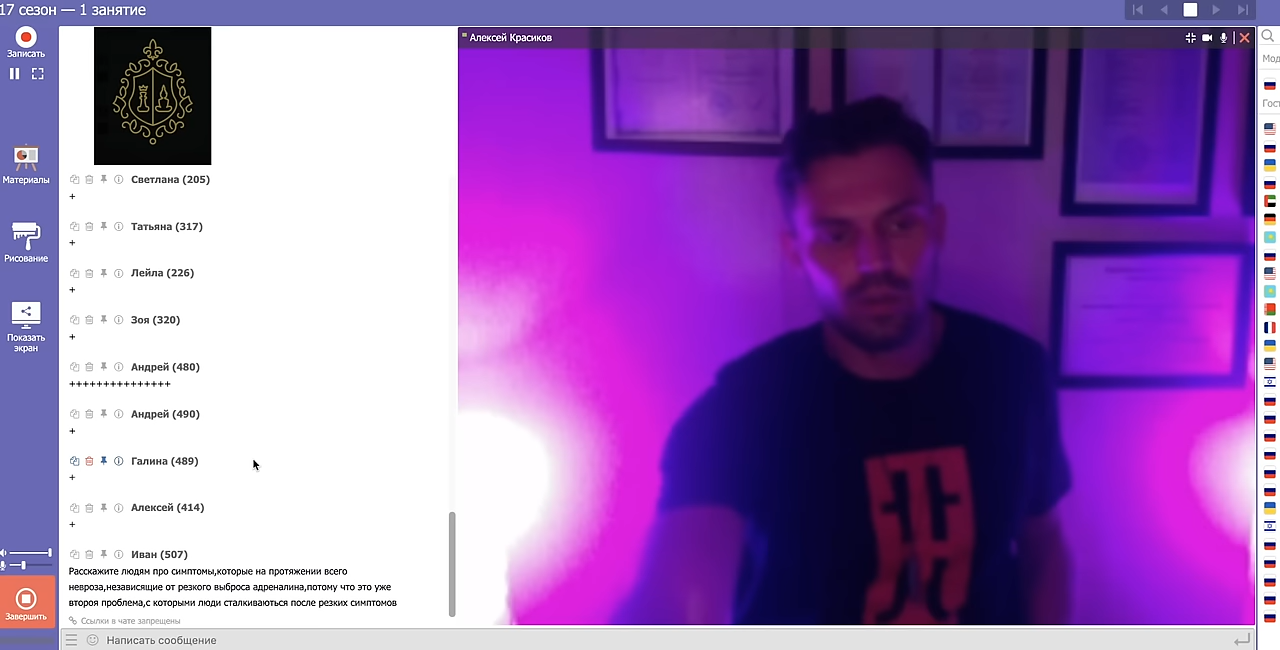 17 сезон — 1 занятие
Записать
Материалы
Рисование
Показать
экран
Завершить
Светлана (205)
+
Татьяна (317)
+
Лейла (226)
+
Зоя (320)
+
Андрей (480)
+++++++++++++++
Андрей (490)
+
Галина (489)
+
Алексей (414)
+
Иван (507)
Расскажите людям про симптомы,которые на протяжении всего
невроза,независящие от резкого выброса адреналина,потому что это уже
вторая проблема,с которыми люди сталкиваються после резких симптомов
Ссылки в чате запрещены
Написать сообщение
Алексей Красиков
Мод
Гост